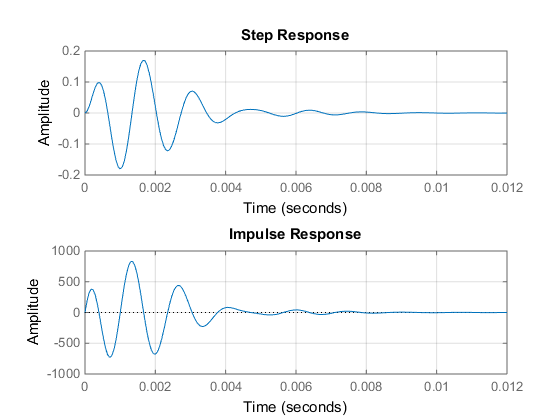 Step Response
0.2
0.1
0
-0.1
-0.2
Amplitude
0 0.002 0.004 0.006 0.008 0.01 0.012
Time (seconds)
Impulse Response
1000
500
0
-500
-1000
Amplitude
0 0.002 0.004 0.006 0.008 0.01 0.012
Time (seconds)